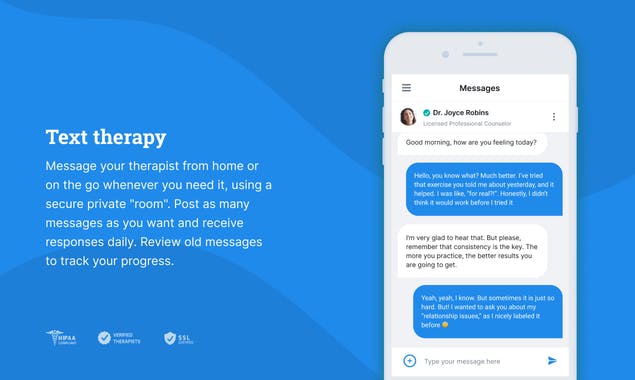 Text therapy
Message your therapist from home or
on the go whenever you need it, using a
secure private "room". Post as many
messages as you want and receive
responses daily. Review old messages
to track your progress.
HIPAA
COMPLIANT
VERIFIED
THERAPISTS
SSL
Messages
Dr. Joyce Robins
Licensed Professional Counselor
Good morning, how are you feeling today?
Hello, you know what? Much better. I've tried
that exercise you told me about yesterday, and it
helped. I was like, "for real?!". Honestly, I didn't
think it would work before I tried it
I'm very glad to hear that. But please,
remember that consistency is the key. The
more you practice, the better results you
are going to get.
Yeah, yeah, I know. But sometimes it is just so
hard. But! I wanted to ask you about my
"relationship issues," as I nicely labeled it
before
Type your message here